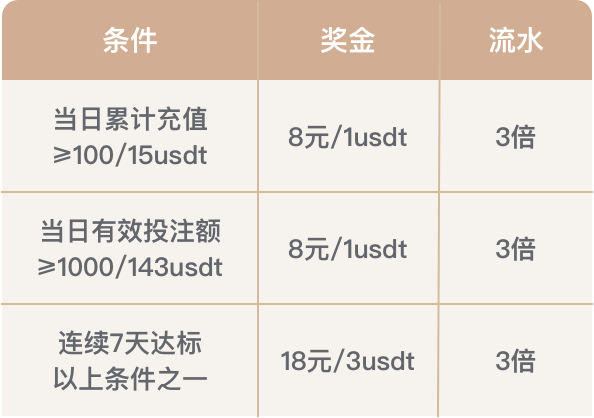 条件 奖金 流水
当日累计充值
≥100/15usdt
8元/1usdt
3倍
当日有效投注额
≥1000/143usdt
8元/1usdt
3倍
连续7天达标
以上条件之一
18元/3usdt
3倍